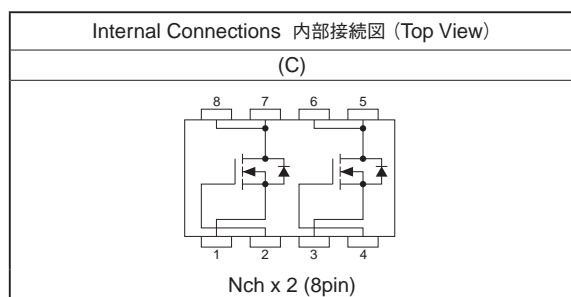 Internal Connections 内部接続図 (Top View)
(C)
8 7 6 5
1 2 3 4
Nch x 2 (8pin)